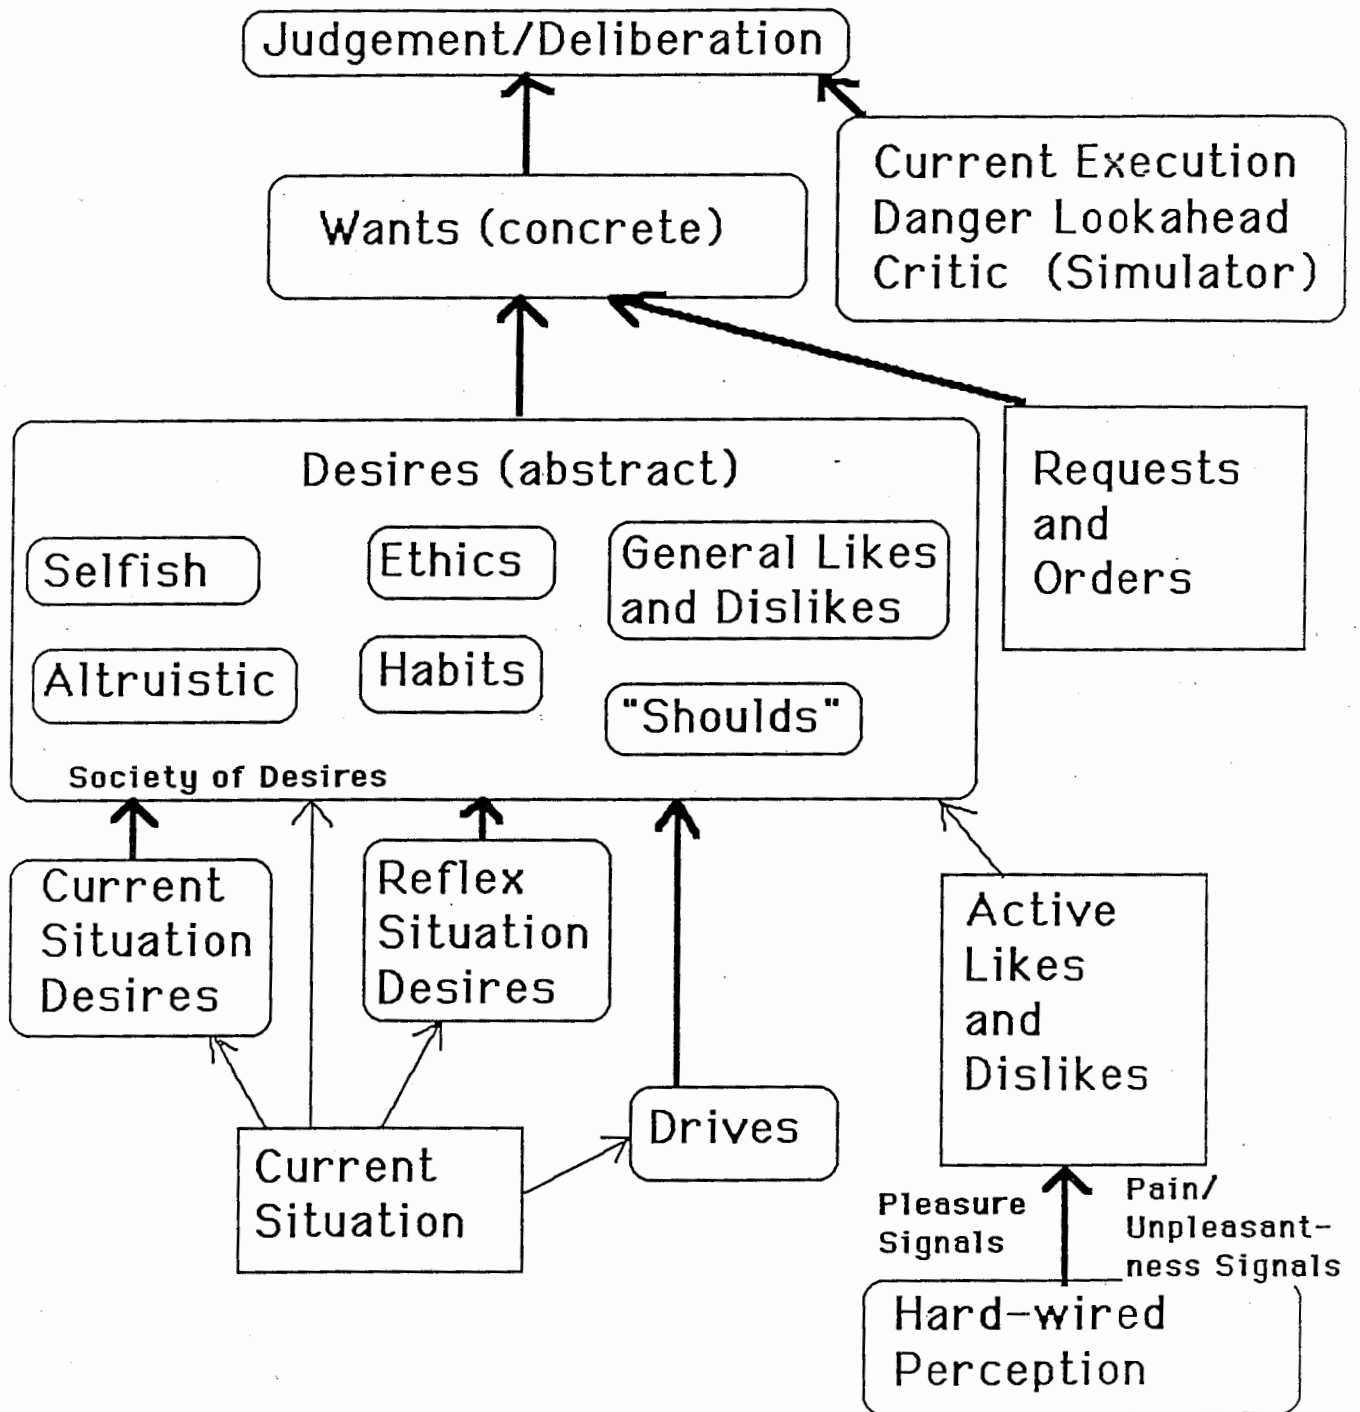 Judgement/Deliberation
Current Execution
Danger Lookahead
Critic (Simulator)
Wants (concrete)
Requests
and
Orders
Desires (abstract)
Selfish
Ethics
General Likes
and Dislikes
Altruistic
Habits
"Shoulds"
Society of Desires
Current
Situation
Desires
Reflex
Situation
Desires
Active
Likes
and
Dislikes
Drives
Current
Situation
Pleasure
Signals
Pain/
Unpleasant-
ness Signals
Hard-wired
Perception